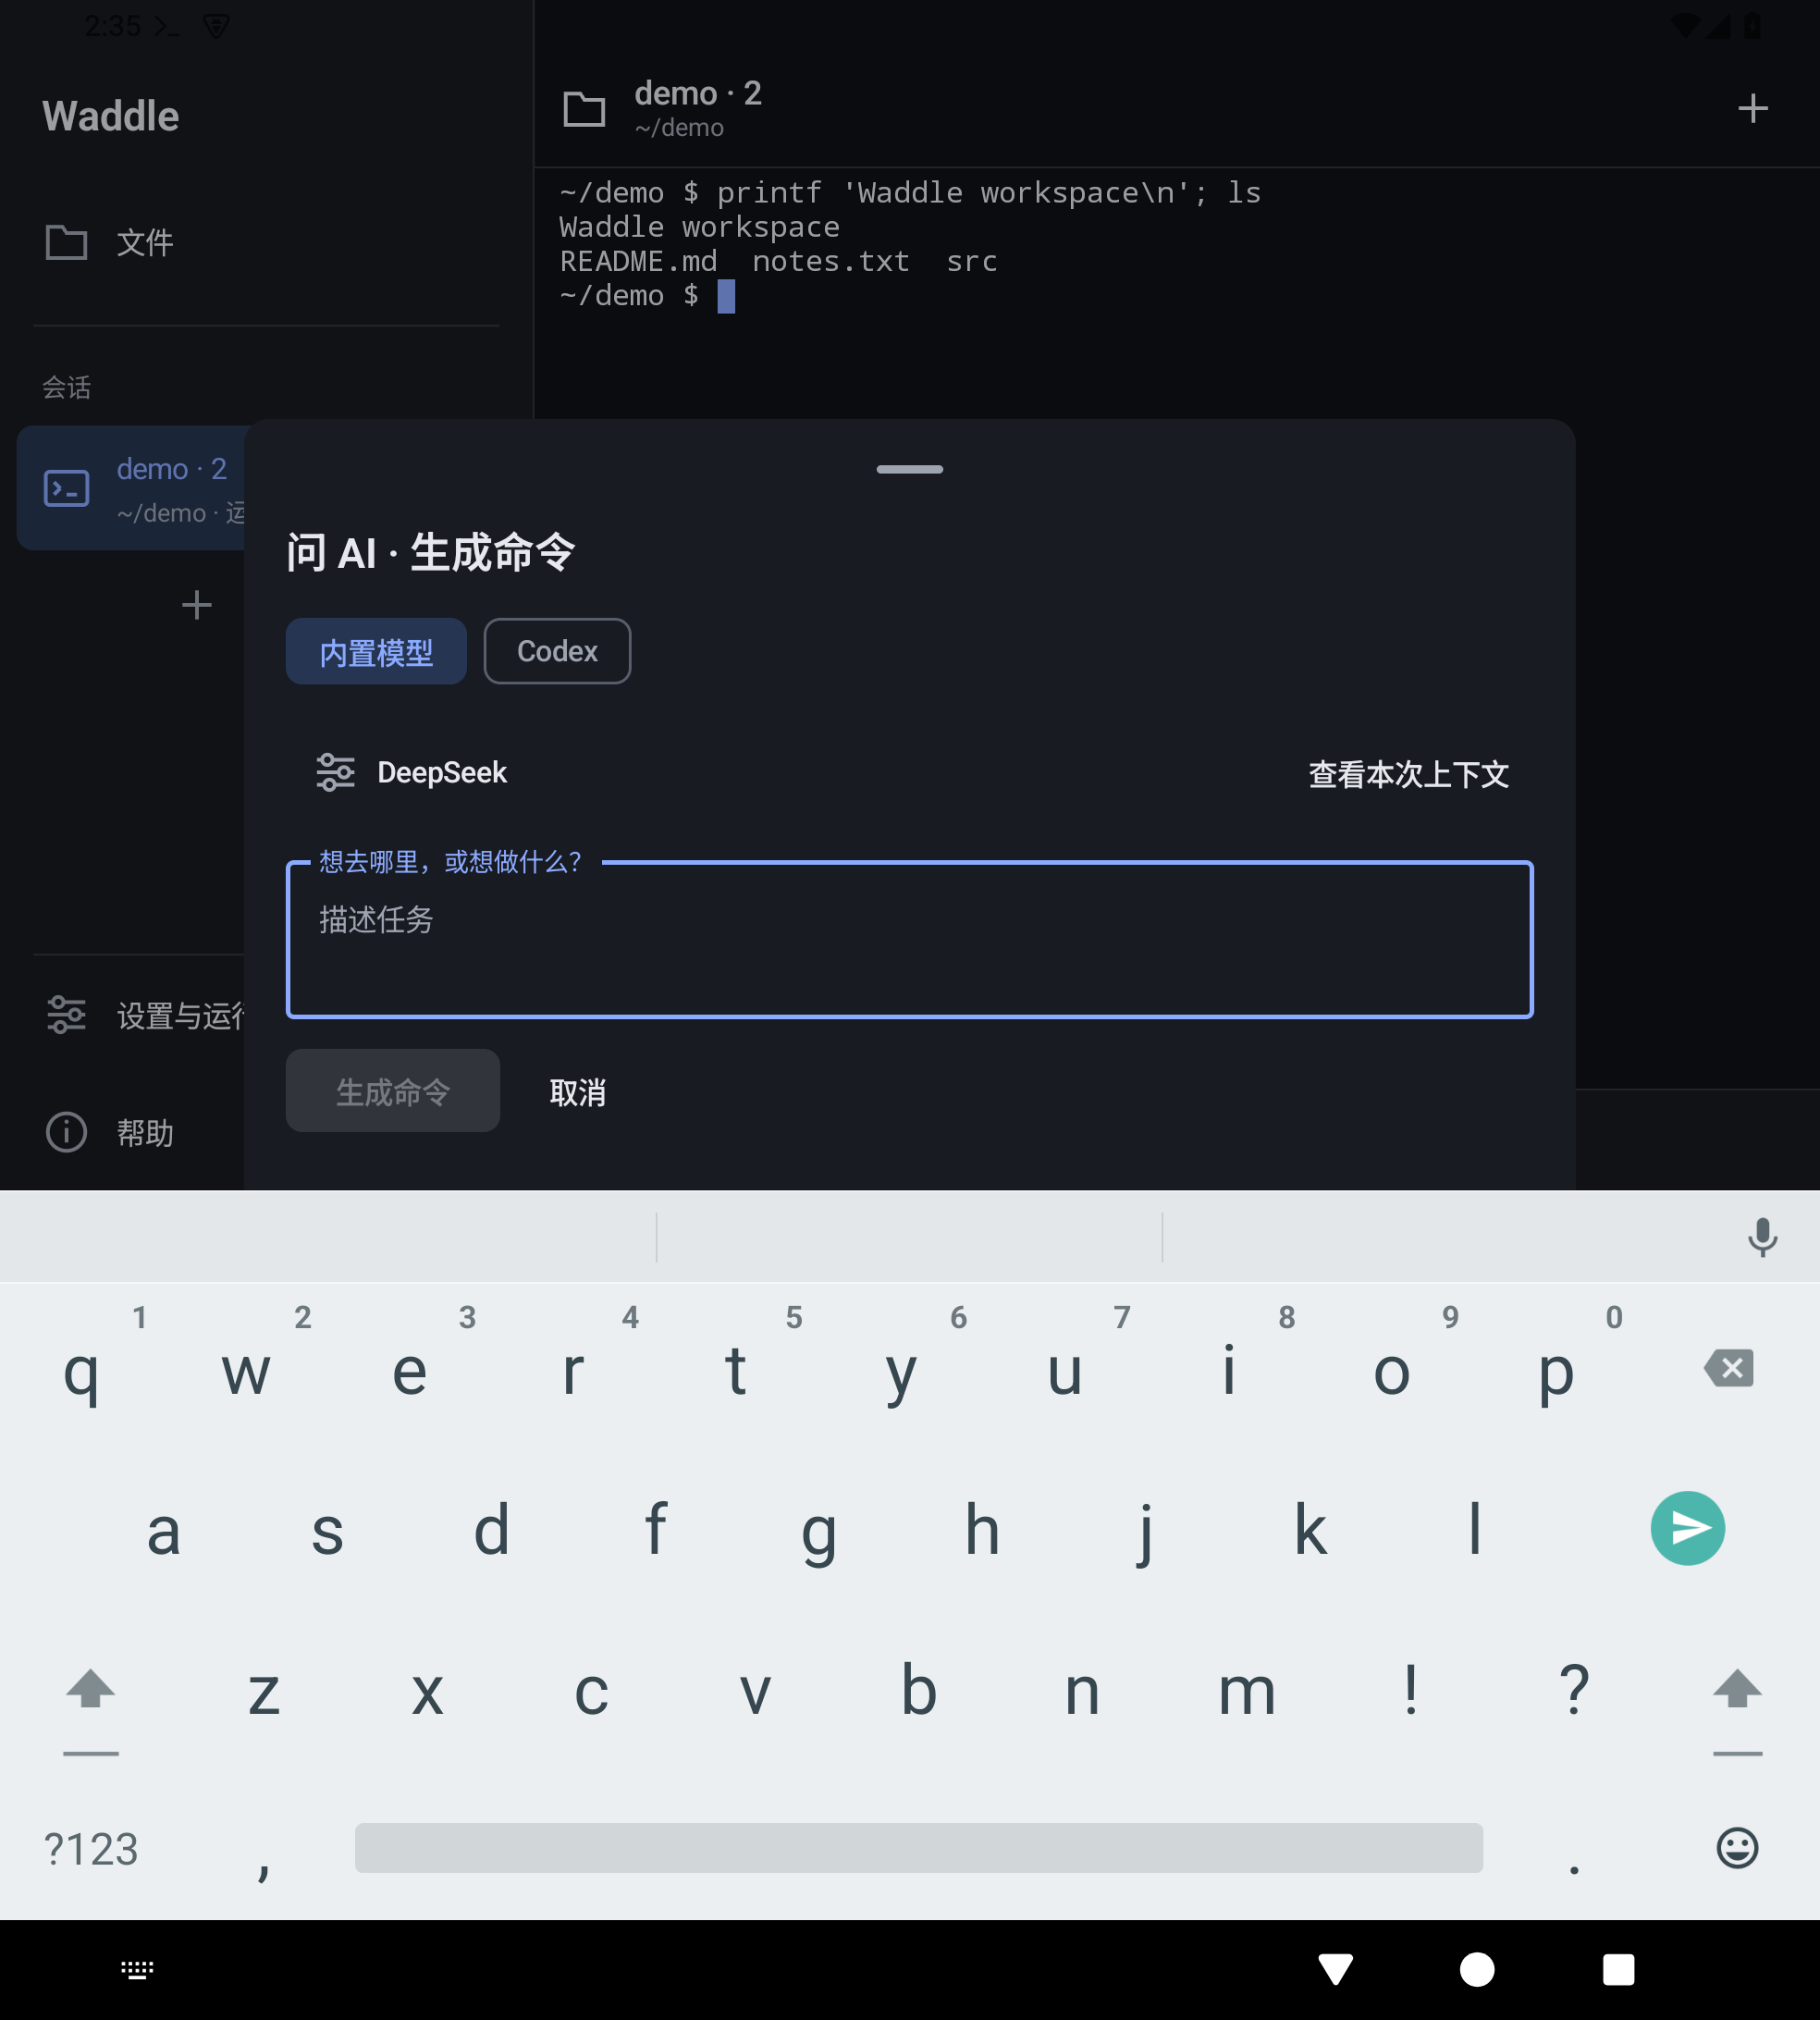 2:35
Waddle
文件
会话
demo · 2
~/demo · 运
设置与运行
帮助
demo · 2
~/demo
~/demo $ printf 'Waddle workspace\n'; ls
Waddle workspace
README.md  notes.txt  src
~/demo $
问 AI · 生成命令
内置模型
Codex
DeepSeek
查看本次上下文
想去哪里，或想做什么？
描述任务
生成命令
取消
1 2 3 4 5 6 7 8 9 0
q w e r t y u i o p
a s d f g h j k l
z x c v b n m ! ?
?123 , .